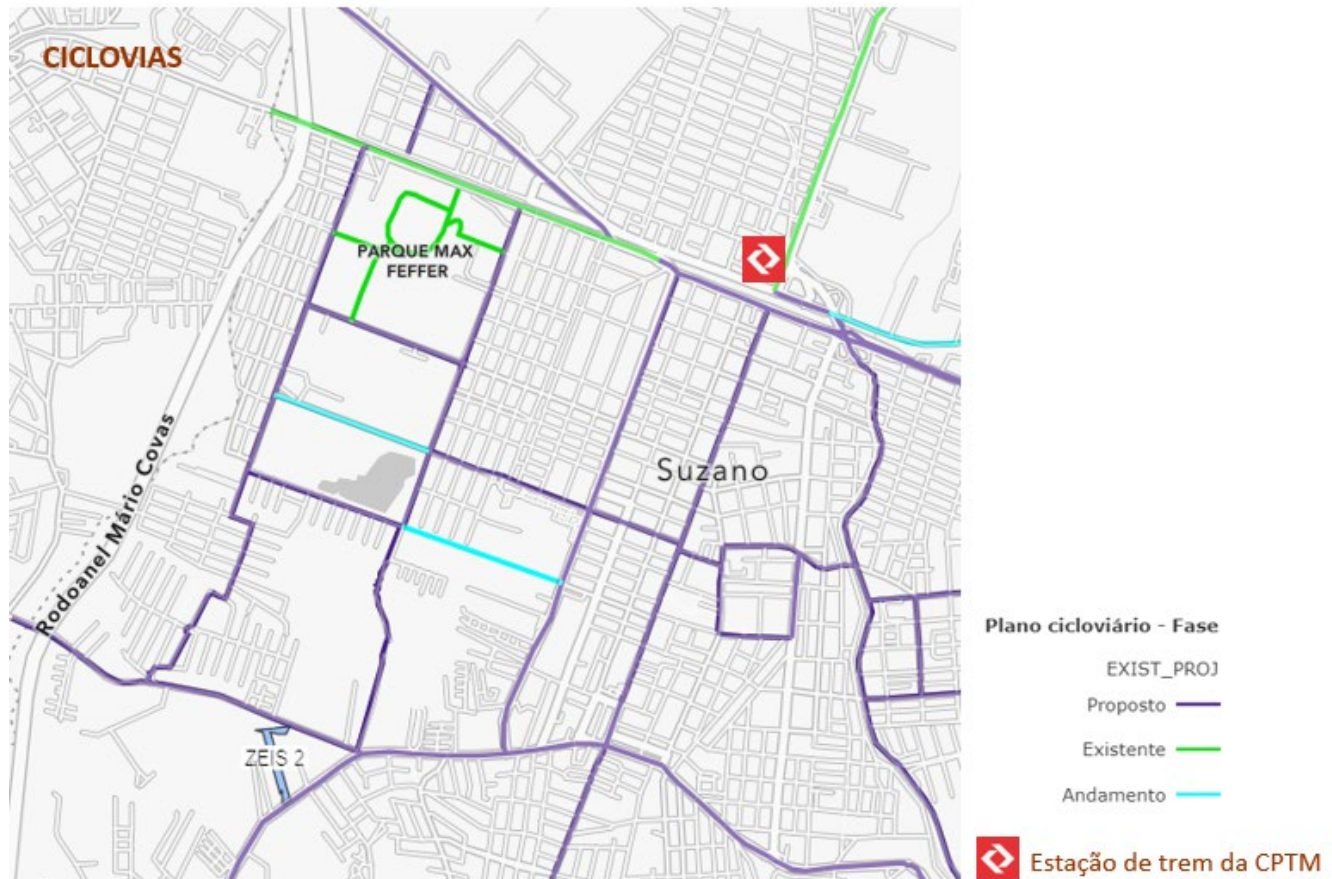 CICLOVIAS
PARQUE MAX
FEFFER
Rodoanel Mário Covas
Suzano
ZEIS 2
Plano cicloviário - Fase
EXIST_PROJ
Proposto
Existente
Andamento
Estação de trem da CPTM